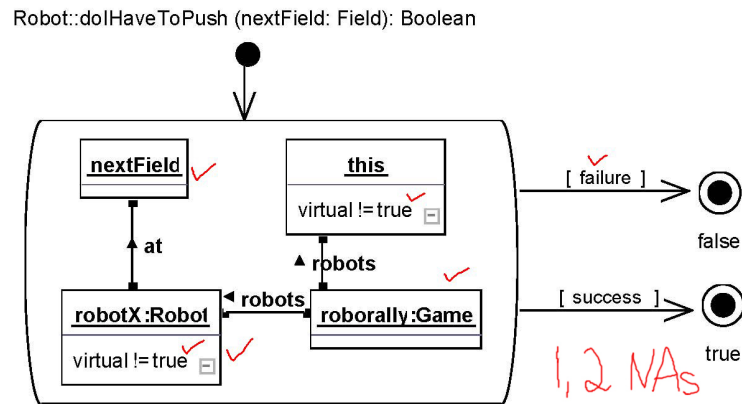 Robot::doIHaveToPush (nextField: Field): Boolean
nextField
this
virtual != true
[ failure ]
false
▲ at
▲ robots
◄ robots
robotX:Robot
virtual != true
roborally:Game
[ success ]
true
1,2 NAs